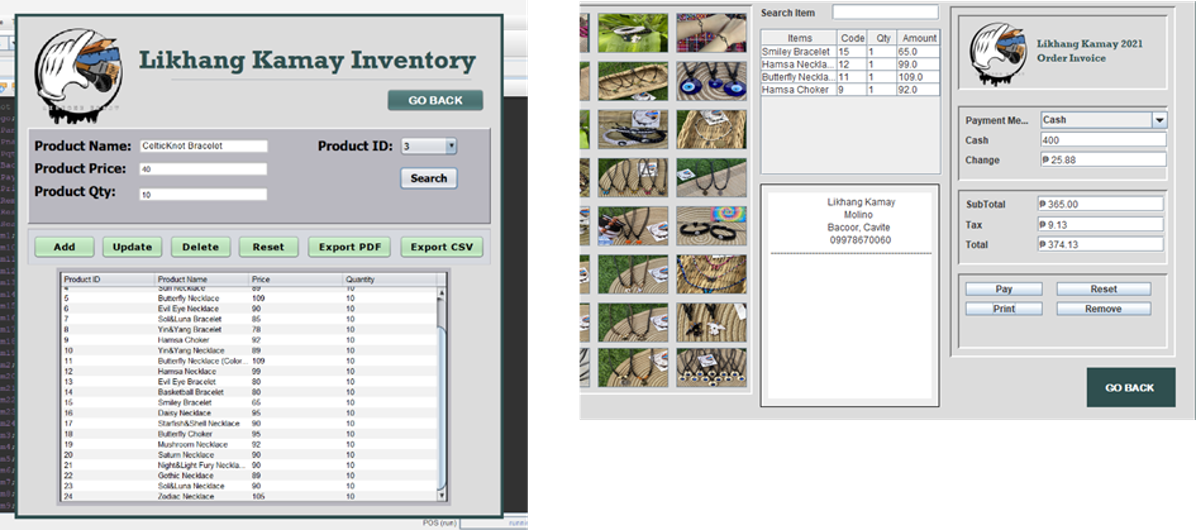 Likhang Kamay Inventory
GO BACK
Product Name: CelticKnot Bracelet Product ID: 3
Product Price: 40
Search
Product Qty: 10
Add Update Delete Reset Export PDF Export CSV
Product ID Product Name Price Quantity
4 Sun Necklace 89 10
5 Butterfly Necklace 109 10
6 Evil Eye Necklace 90 10
7 Sol&Luna Bracelet 85 10
8 Yin&Yang Bracelet 78 10
9 Hamsa Choker 92 10
10 Yin&Yang Necklace 89 10
11 Butterfly Necklace (Color... 109 10
12 Hamsa Necklace 99 10
13 Evil Eye Bracelet 80 10
14 Basketball Bracelet 80 10
15 Smiley Bracelet 65 10
16 Daisy Necklace 95 10
17 Starfish&Shell Necklace 90 10
18 Butterfly Choker 95 10
19 Mushroom Necklace 92 10
20 Saturn Necklace 90 10
21 Night&Light Fury Neckla... 90 10
22 Gothic Necklace 89 10
23 Sol&Luna Necklace 90 10
24 Zodiac Necklace 105 10
POS (run)
Search Item
Items Code Qty Amount
Smiley Bracelet 15 1 65.0
Hamsa Neckla... 12 1 99.0
Butterfly Neckla... 11 1 109.0
Hamsa Choker 9 1 92.0
Likhang Kamay
Molino
Bacoor, Cavite
09978670060
Likhang Kamay 2021
Order Invoice
Payment Me... Cash
Cash 400
Change ₱ 25.88
SubTotal ₱ 365.00
Tax ₱ 9.13
Total ₱ 374.13
Pay Reset
Print Remove
GO BACK